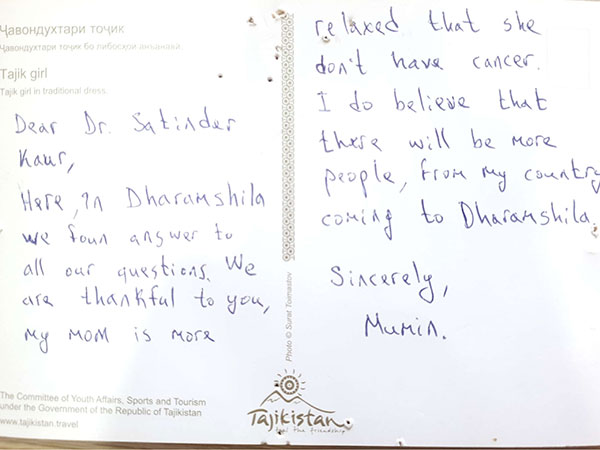 Ҷавондухтари тоҷик
Ҷавондухтари тоҷик бо либосҳои анъанавӣ.
Tajik girl
Tajik girl in traditional dress.
Dear Dr. Satinder
Kaur,
Here, in Dharamshila
we foun answer to
all our questions. We
are thankful to you,
my mom is more
relaxed that she
don't have cancer.
I do believe that
there will be more
people, from my country
coming to Dharamshila.
Sincerely,
Mumin.
Photo © Surat Toimastov
The Committee of Youth Affairs, Sports and Tourism
under the Government of the Republic of Tajikistan
www.tajikistan.travel
Tajikistan
feel the friendship